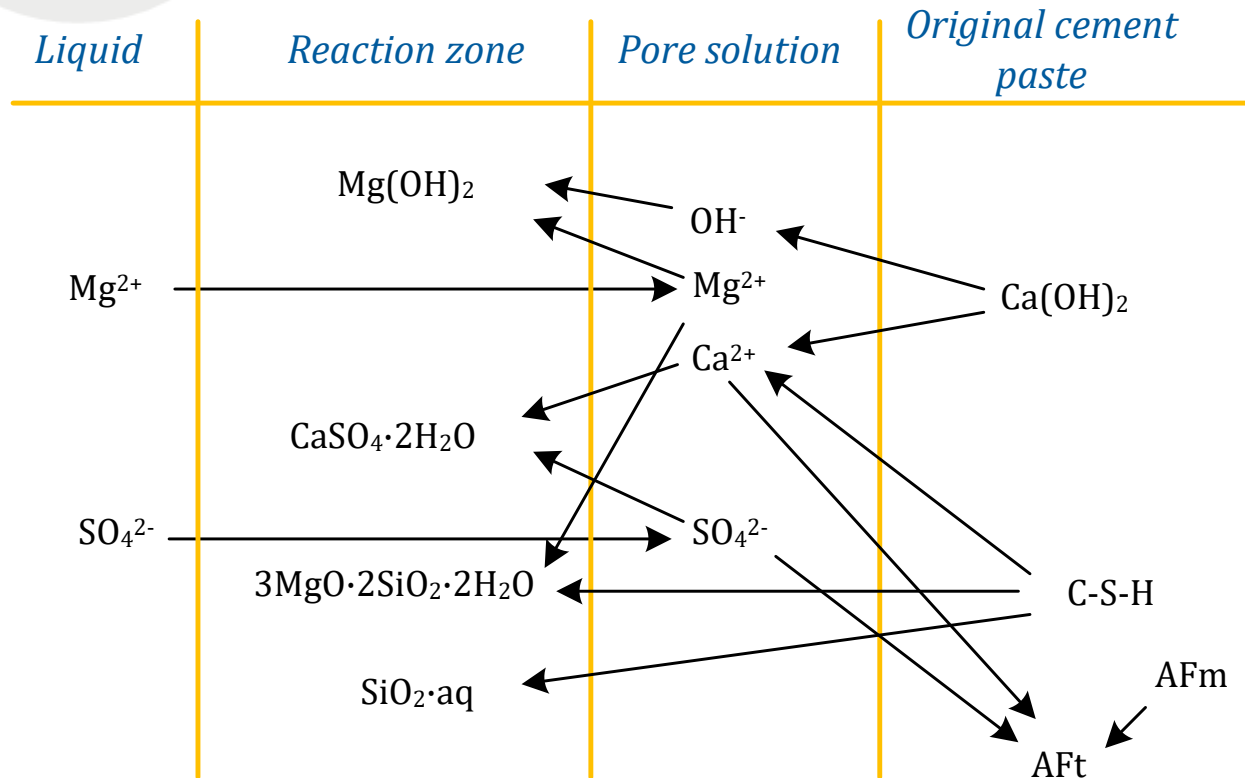 Liquid
Reaction zone
Pore solution
Original cement
paste
Mg(OH)₂
OH⁻
Mg²⁺
Mg²⁺
Ca(OH)₂
Ca²⁺
CaSO₄·2H₂O
SO₄²⁻
SO₄²⁻
3MgO·2SiO₂·2H₂O
C-S-H
SiO₂·aq
AFm
AFt